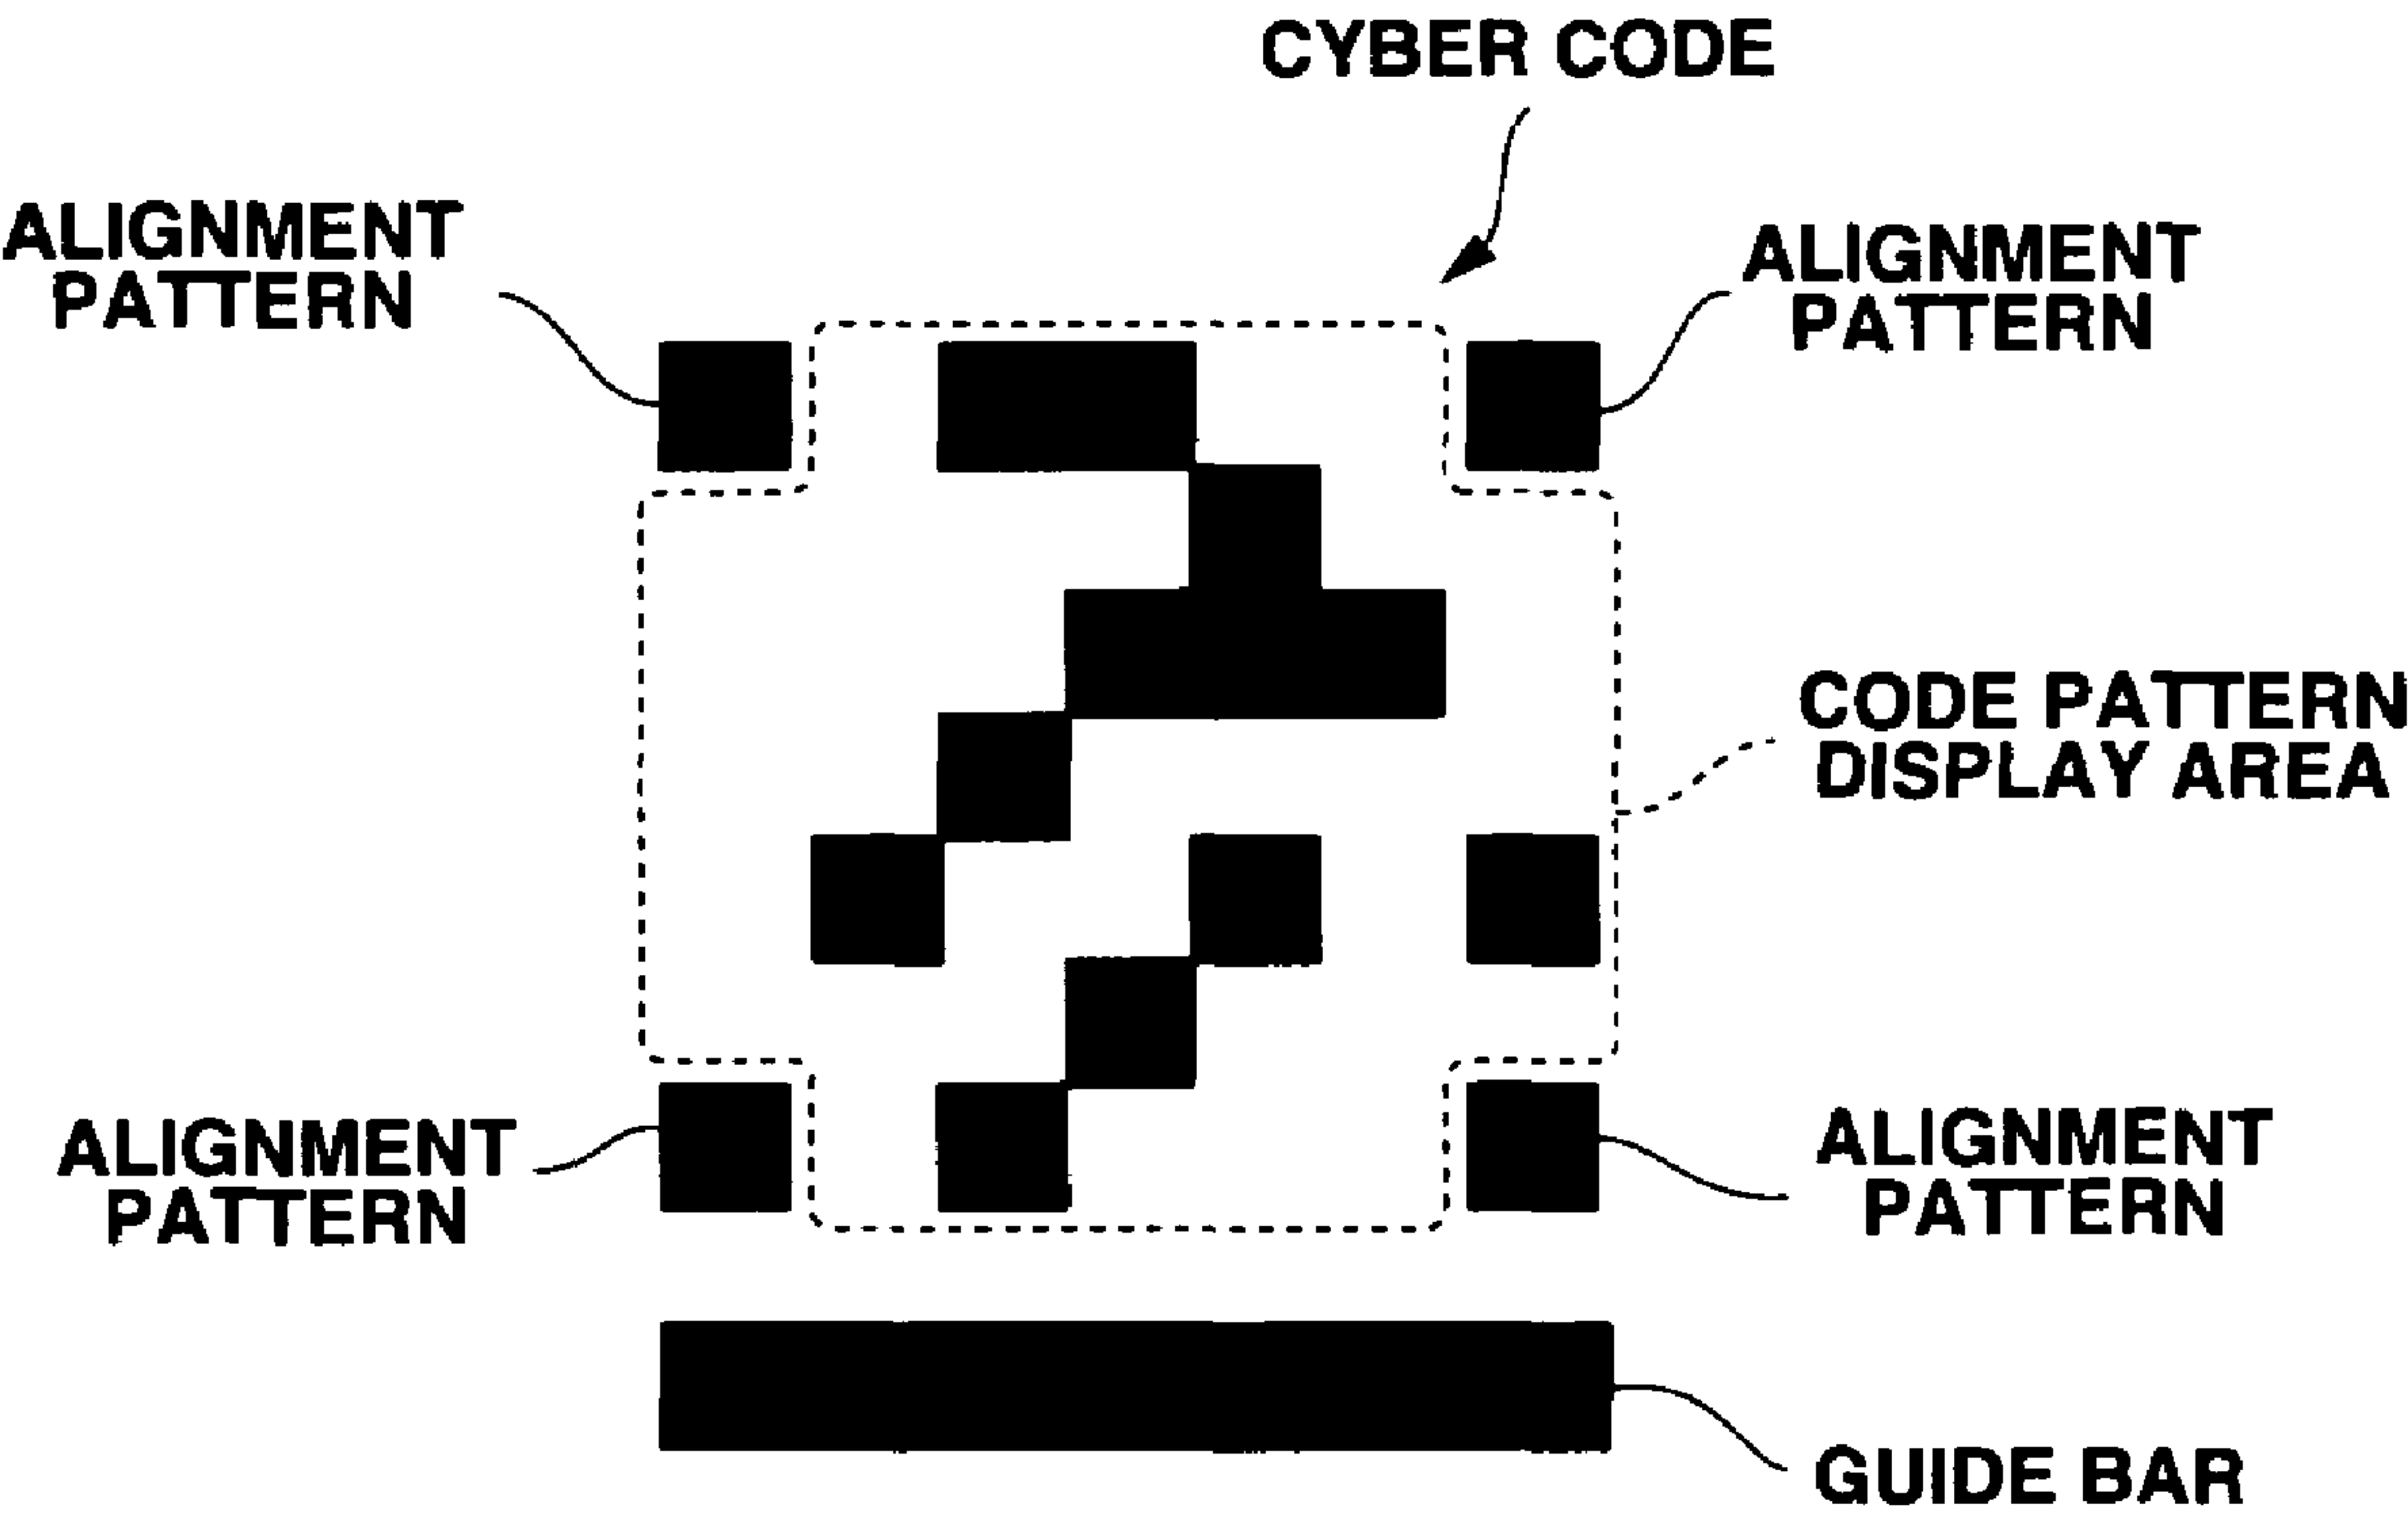 CYBER CODE
ALIGNMENT
PATTERN
ALIGNMENT
PATTERN
CODE PATTERN
DISPLAY AREA
ALIGNMENT
PATTERN
ALIGNMENT
PATTERN
GUIDE BAR